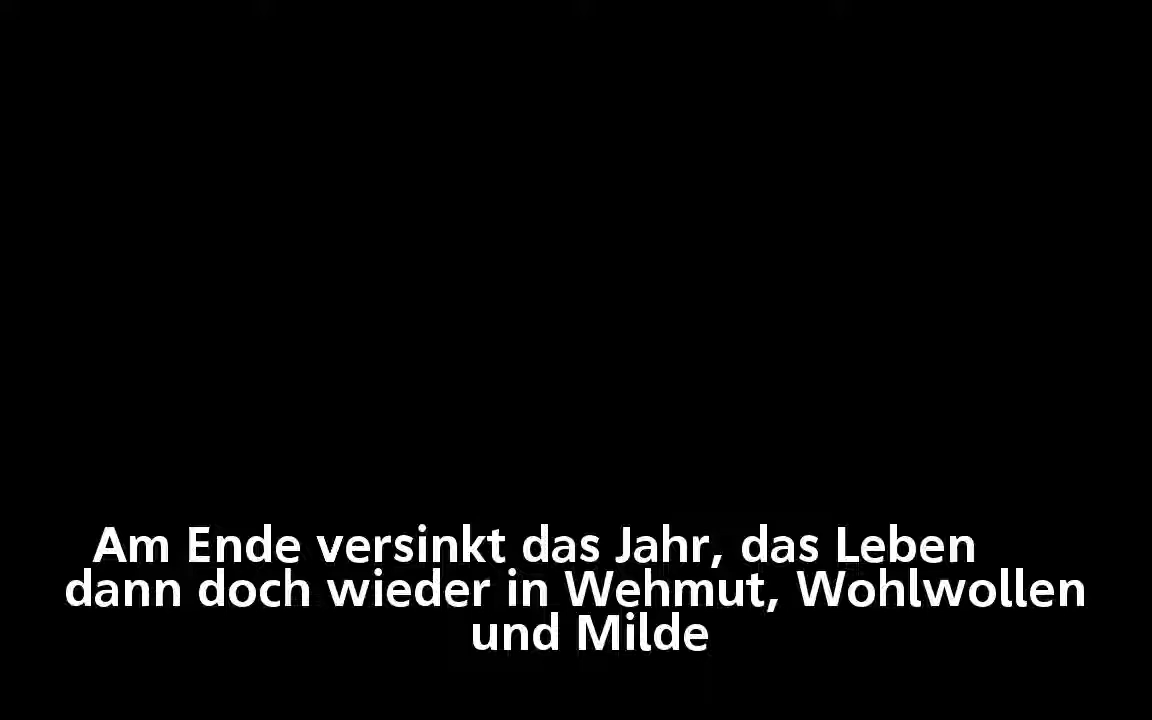 Am Ende versinkt das Jahr, das Leben
dann doch wieder in Wehmut, Wohlwollen
und Milde